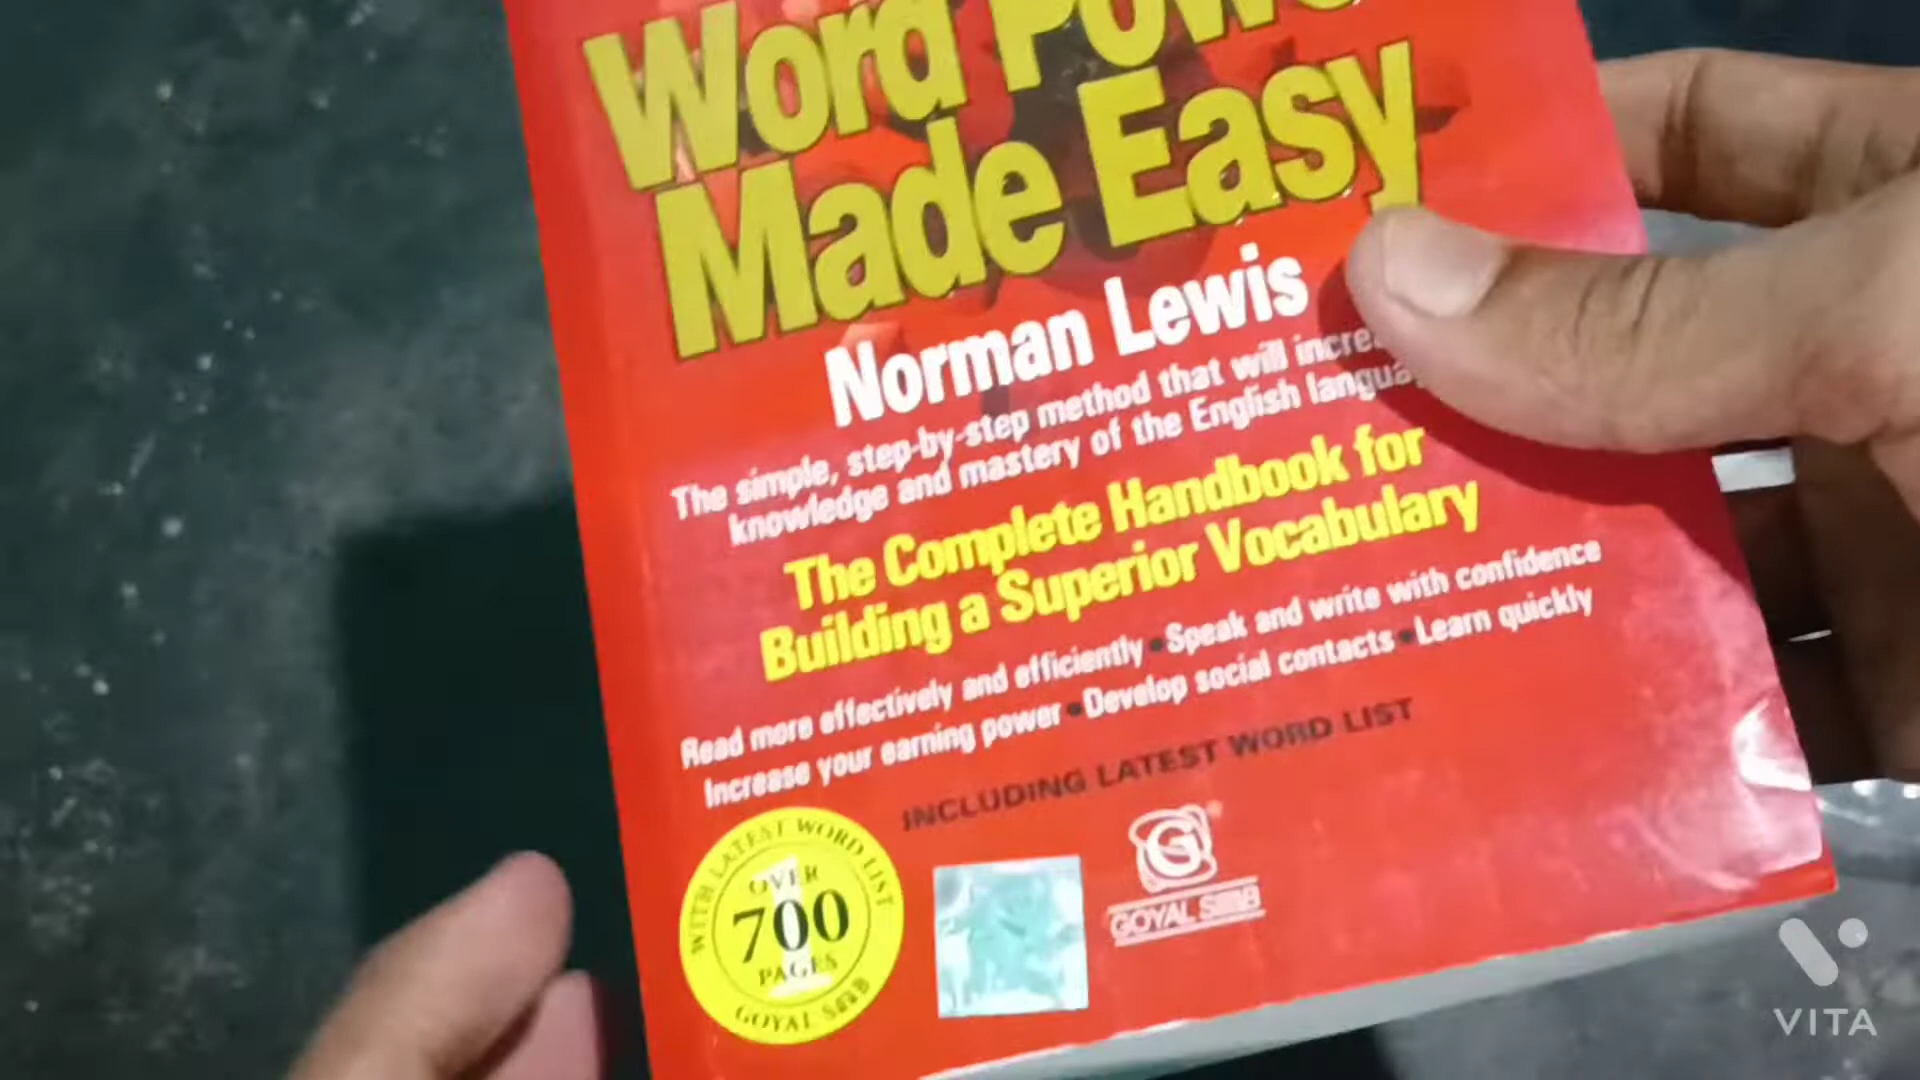 Word
Made Easy
Norman Lewis
The simple, step-by-step method that will
knowledge and mastery of the English
The Complete Handbook for
Building a Superior Vocabulary
Read more effectively and efficiently • Speak and write with confidence
Increase your earning power • Develop social contacts • Learn quickly
INCLUDING LATEST WORD LIST
WITH LATEST WORD LIST
OVER
700
PAGES
GOYAL SaaB
G
GOYAL SaaB
VITA